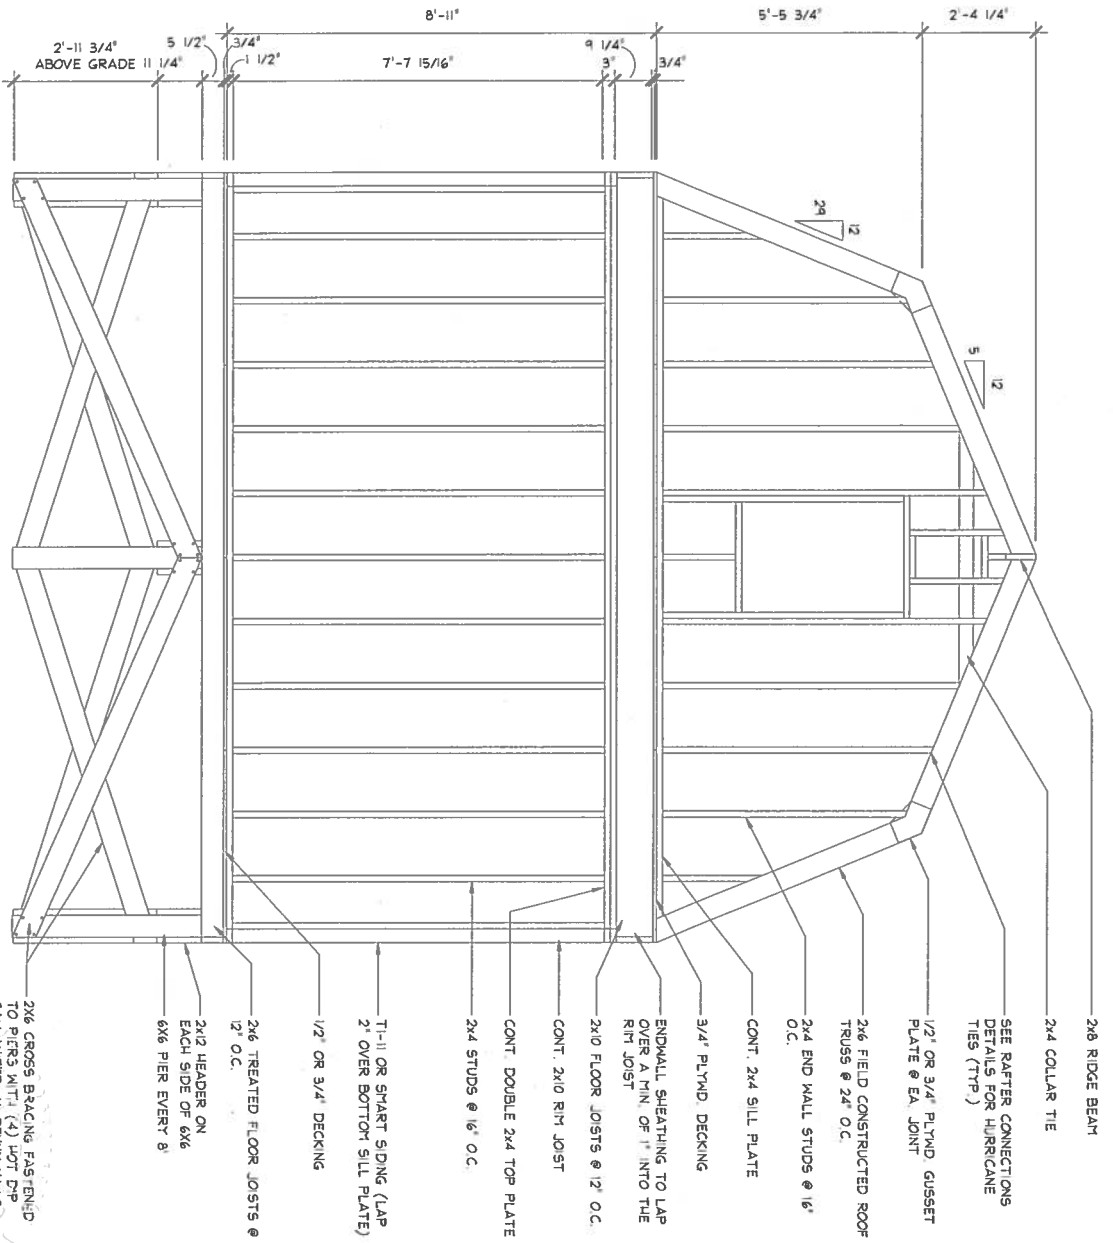 8'-11"
5'-5 3/4"
2'-4 1/4"
2'-11 3/4"
ABOVE GRADE
11 1/4"
5 1/2"
3/4"
1 1/2"
7'-7 15/16"
3"
9 1/4"
3/4"
29
12
5
12
2x8 RIDGE BEAM
2x4 COLLAR TIE
SEE RAFTER CONNECTIONS
DETAILS FOR HURRICANE
TIES (TYP.)
1/2" OR 3/4" PLYWD. GUSSET
PLATE @ EA. JOINT
2x6 FIELD CONSTRUCTED ROOF
TRUSS @ 24" O.C.
2x4 END WALL STUDS @ 16"
O.C.
CONT. 2x4 SILL PLATE
3/4" PLYWD. DECKING
ENDWALL SHEATHING TO LAP
OVER A MIN. OF 1" INTO THE
RIM JOIST
2x10 FLOOR JOISTS @ 12" O.C.
CONT. 2x10 RIM JOIST
CONT. DOUBLE 2x4 TOP PLATE
2x4 STUDS @ 16" O.C.
T1-11 OR SMART SIDING (LAP
2" OVER BOTTOM SILL PLATE)
1/2" OR 3/4" DECKING
2x6 TREATED FLOOR JOISTS @
12" O.C.
2x12 HEADER ON
EACH SIDE OF 6X6
6X6 PIER EVERY 8'
2X6 CROSS BRACING FASTENED
TO PIERS WITH (4) HOT DIP